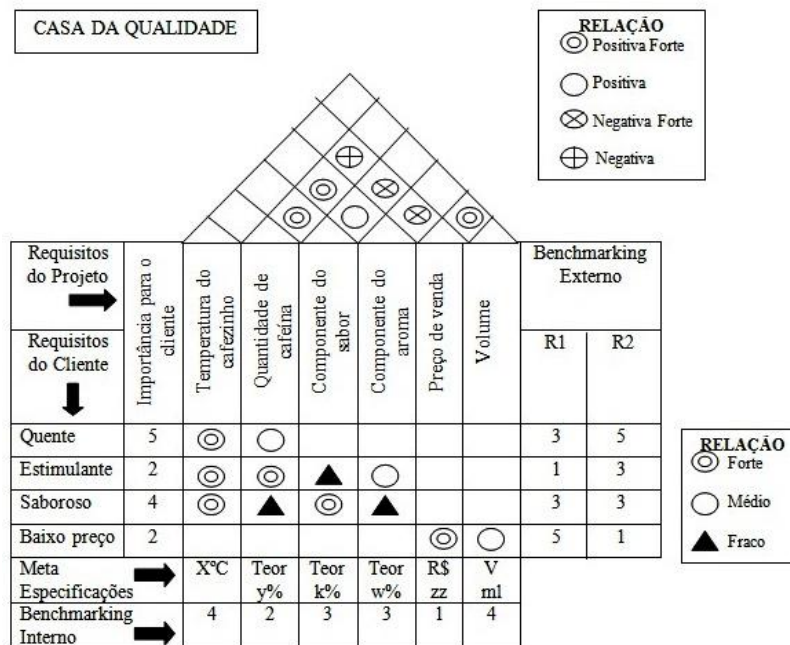 CASA DA QUALIDADE
RELAÇÃO
Positiva Forte
Positiva
Negativa Forte
Negativa
Requisitos
do Projeto
Importância para o
cliente
Temperatura do
cafezinho
Quantidade de
cafeína
Componente do
sabor
Componente do
aroma
Preço de venda
Volume
Benchmarking
Externo
Requisitos
do Cliente
R1 R2
Quente 5 3 5
Estimulante 2 1 3
Saboroso 4 3 3
Baixo preço 2 5 1
RELAÇÃO
Forte
Médio
Fraco
Meta
Especificações
XºC
Teor
y%
Teor
k%
Teor
w%
R$
zz
V
ml
Benchmarking
Interno
4 2 3 3 1 4